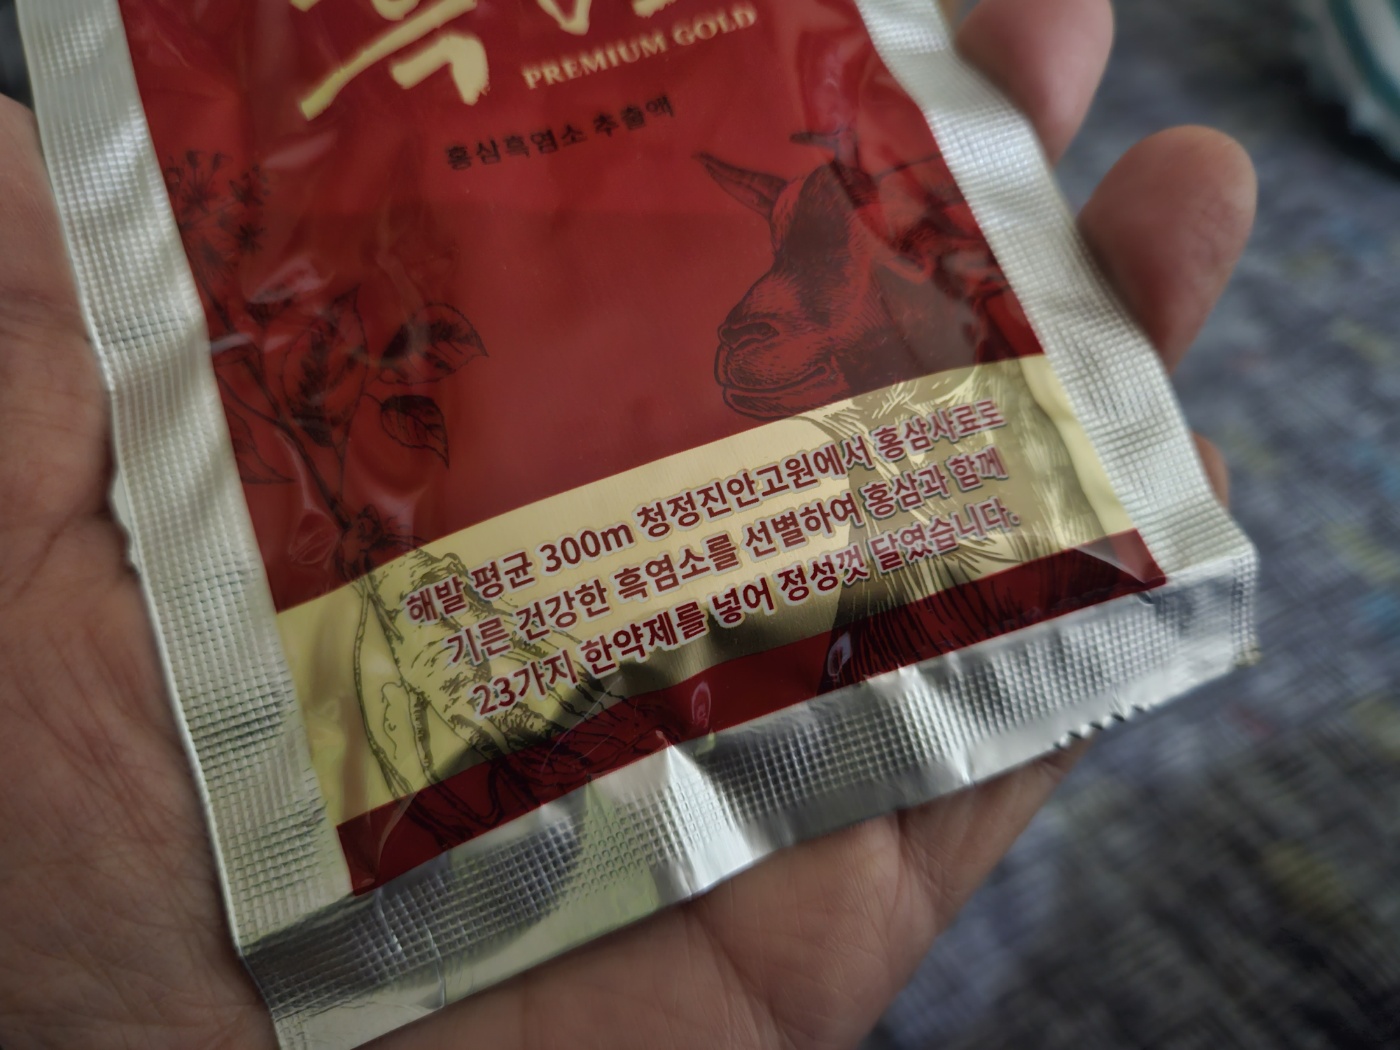 흑
PREMIUM GOLD
홍삼흑염소 추출액
해발 평균 300m 청정진안고원에서 홍삼사료로
기른 건강한 흑염소를 선별하여 홍삼과 함께
23가지 한약제를 넣어 정성껏 달였습니다.